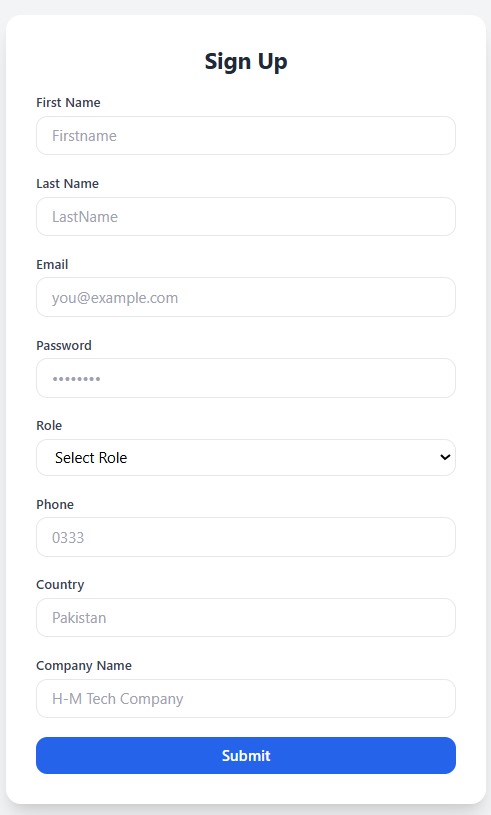 Sign Up
First Name
Firstname
Last Name
LastName
Email
you@example.com
Password
••••••••
Role
Select Role
Phone
0333
Country
Pakistan
Company Name
H-M Tech Company
Submit